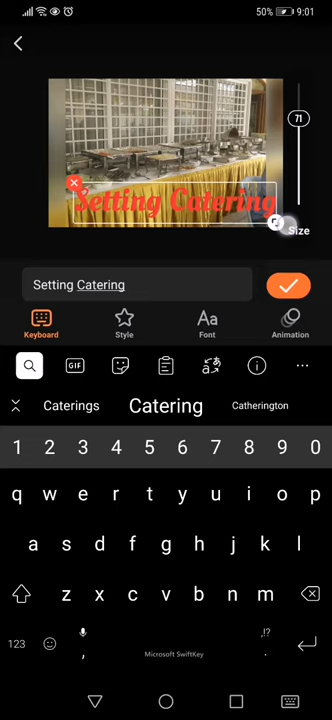 50% 9:01
71
Setting Catering
Size
Setting Catering
Keyboard Style Font Animation
GIF
Caterings Catering Catherington
1 2 3 4 5 6 7 8 9 0
q w e r t y u i o p
a s d f g h j k l
z x c v b n m
123 , Microsoft SwiftKey ,!? .